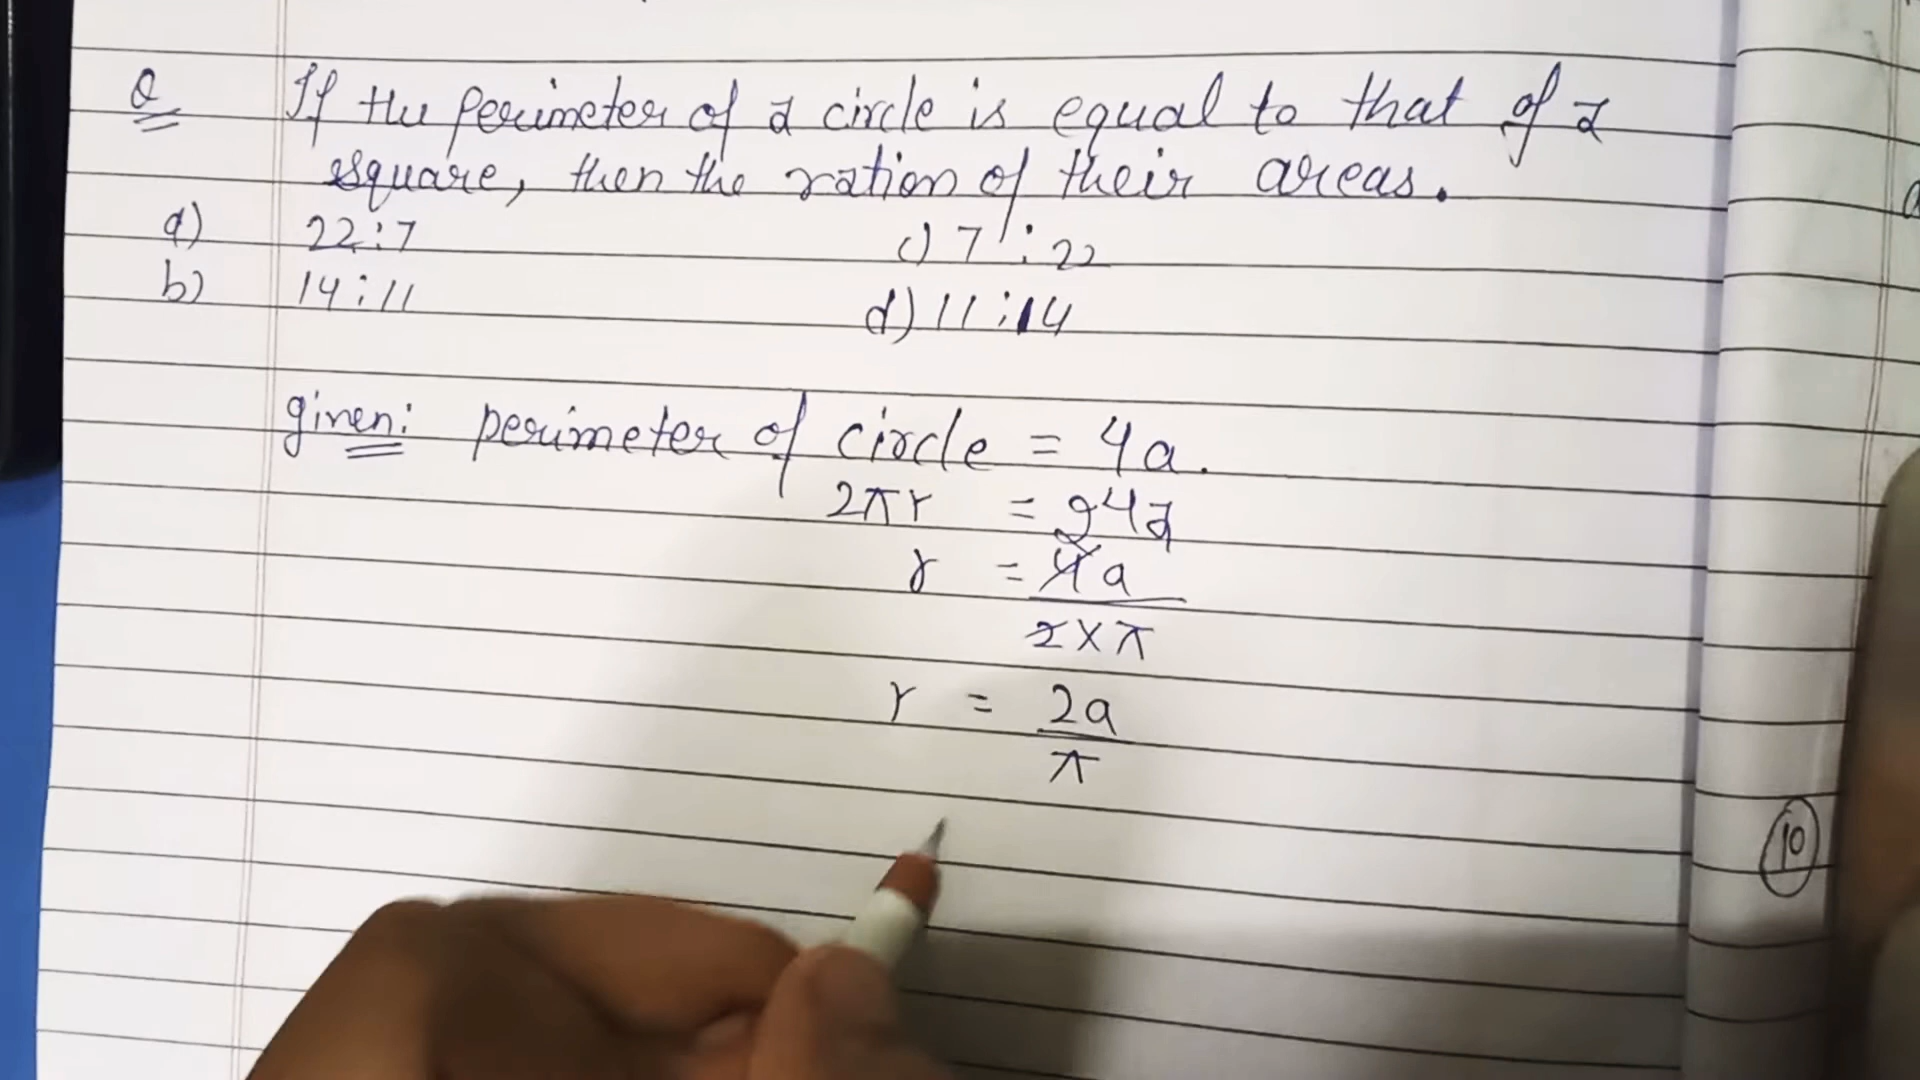 Q If the perimeter of a circle is equal to that of a
square, then the ration of their areas.
a) 22:7 c) 7:22
b) 14:11 d) 11:14
given: perimeter of circle = 4a.
2πr = 4a
r = 4a
2
2×π
r = 2a
π
10